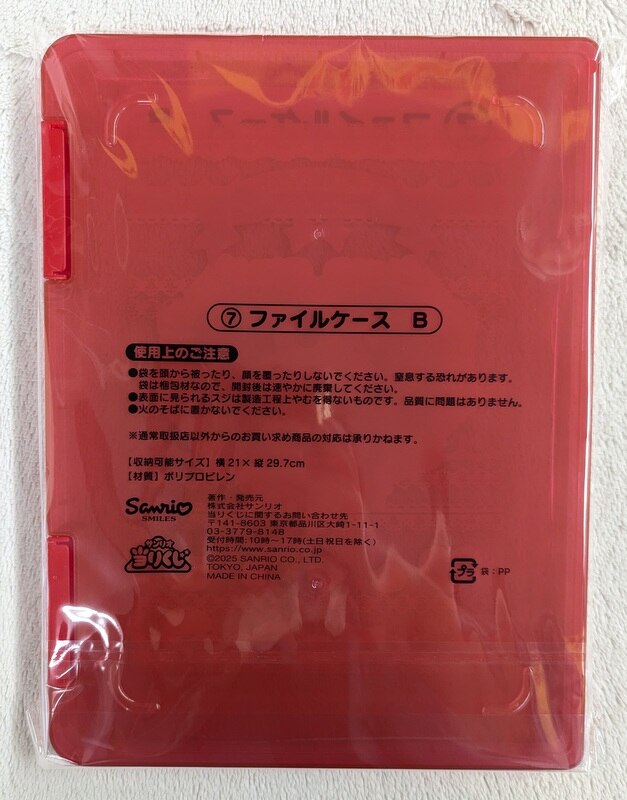 ⑦ ファイルケース B
使用上のご注意
●袋を頭から被ったり、顔を覆ったりしないでください。窒息する恐れがあります。
袋は梱包材なので、開封後は速やかに廃棄してください。
●表面に見られるスジは製造工程上やむを得ないものです。品質に問題はありません。
●火のそばに置かないでください。
※通常取扱店以外からのお買い求め商品の対応は承りかねます。
【収納可能サイズ】横21×縦29.7cm
【材質】ポリプロピレン
Sanrio
SMILES
サンリオ
当りくじ
著作・発売元
株式会社サンリオ
当りくじに関するお問い合わせ先
〒141-8603 東京都品川区大崎1-11-1
03-3779-8148
受付時間:10時〜17時(土日祝日を除く)
https://www.sanrio.co.jp
©2025 SANRIO CO., LTD.
TOKYO, JAPAN
MADE IN CHINA
プラ 袋:PP